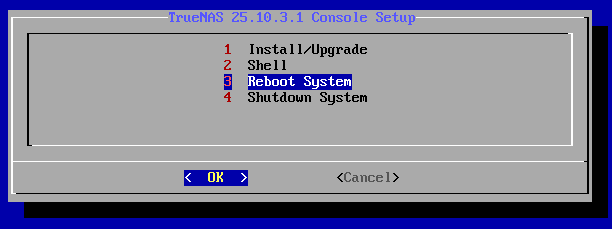 TrueNAS 25.10.3.1 Console Setup
1 Install/Upgrade
2 Shell
3 Reboot System
4 Shutdown System
< OK > <Cancel>